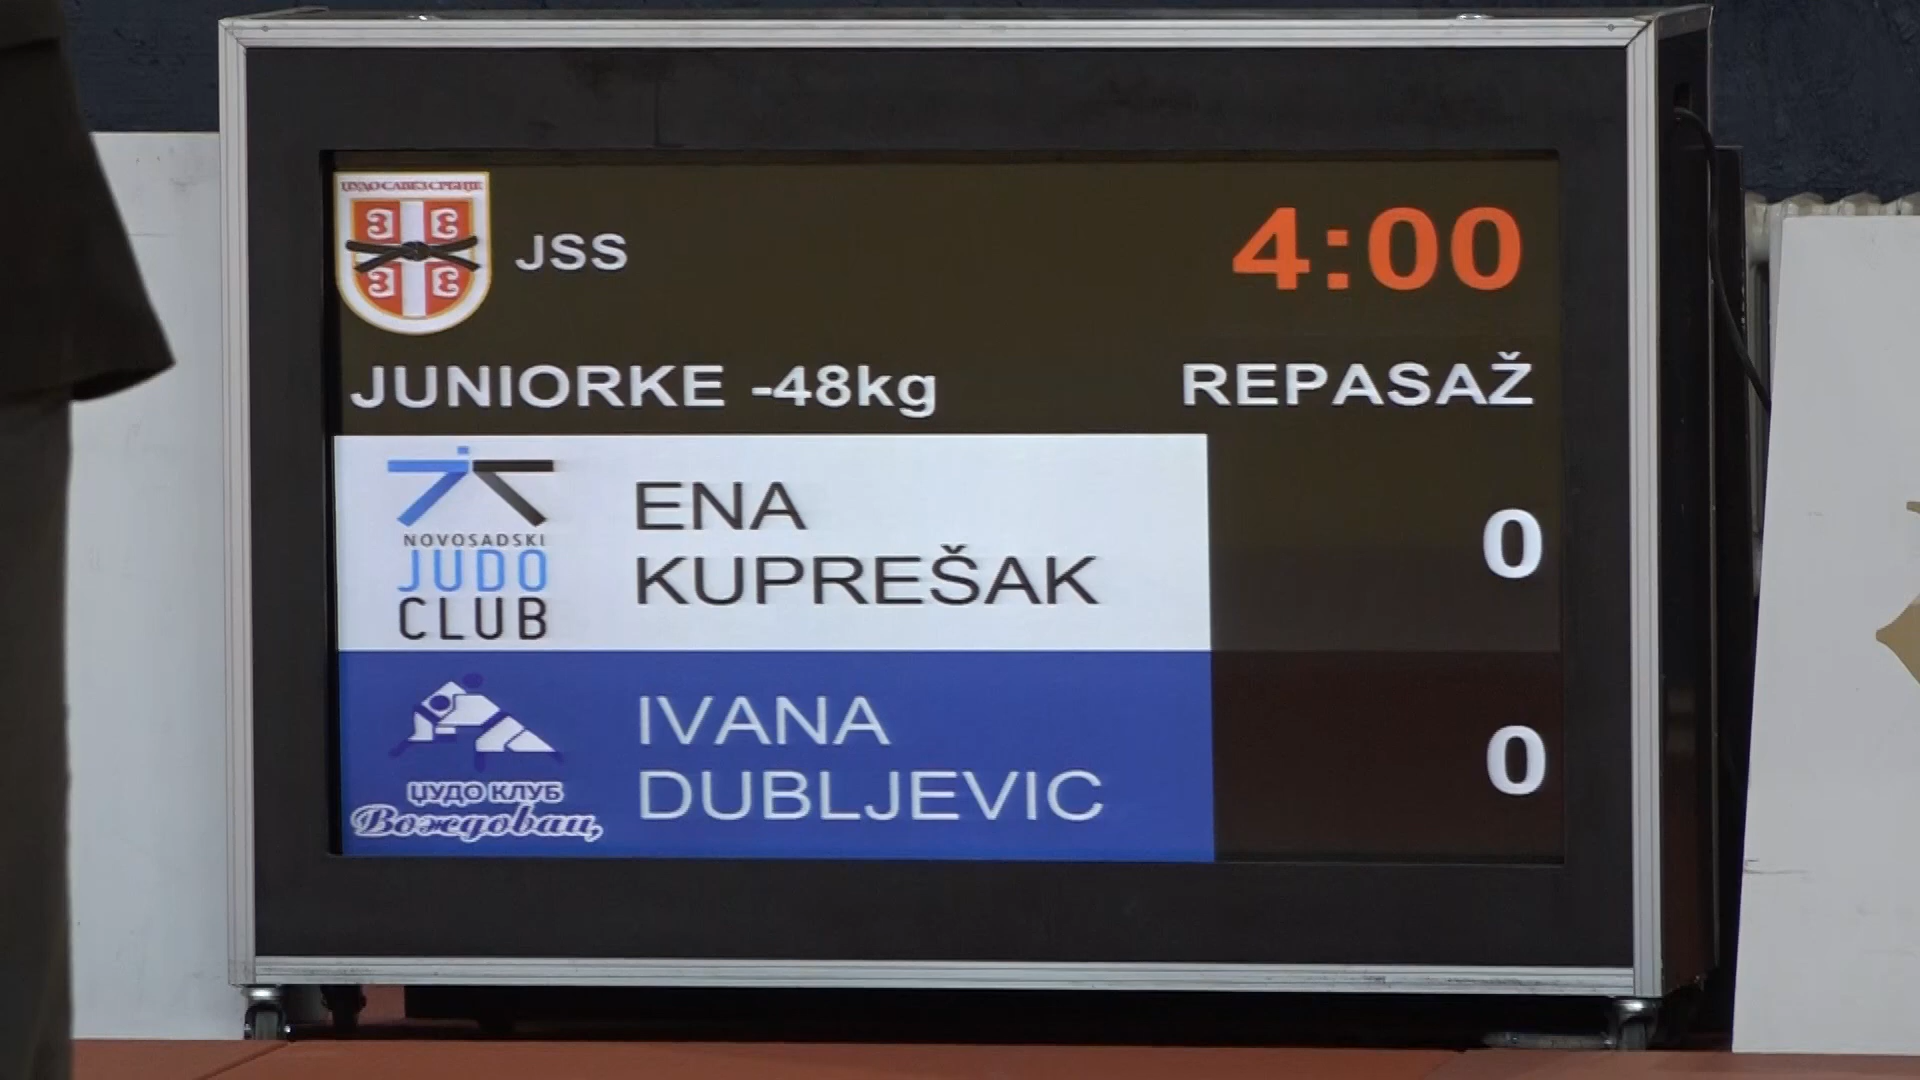 ЏУДО САВЕЗ СРБИЈЕ
JSS
4:00
JUNIORKE -48kg
REPASAŽ
NOVOSADSKI
JUDO
CLUB
ENA
KUPREŠAK
0
ЏУДО КЛУБ
Вождовац
IVANA
DUBLJEVIC
0